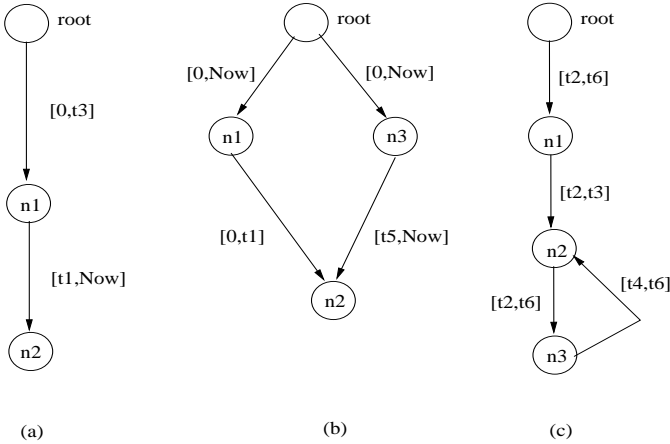 root
[0,t3]
n1
[t1,Now]
n2
(a)
root
[0,Now]
[0,Now]
n1
n3
[0,t1]
[t5,Now]
n2
(b)
root
[t2,t6]
n1
[t2,t3]
n2
[t2,t6]
[t4,t6]
n3
(c)